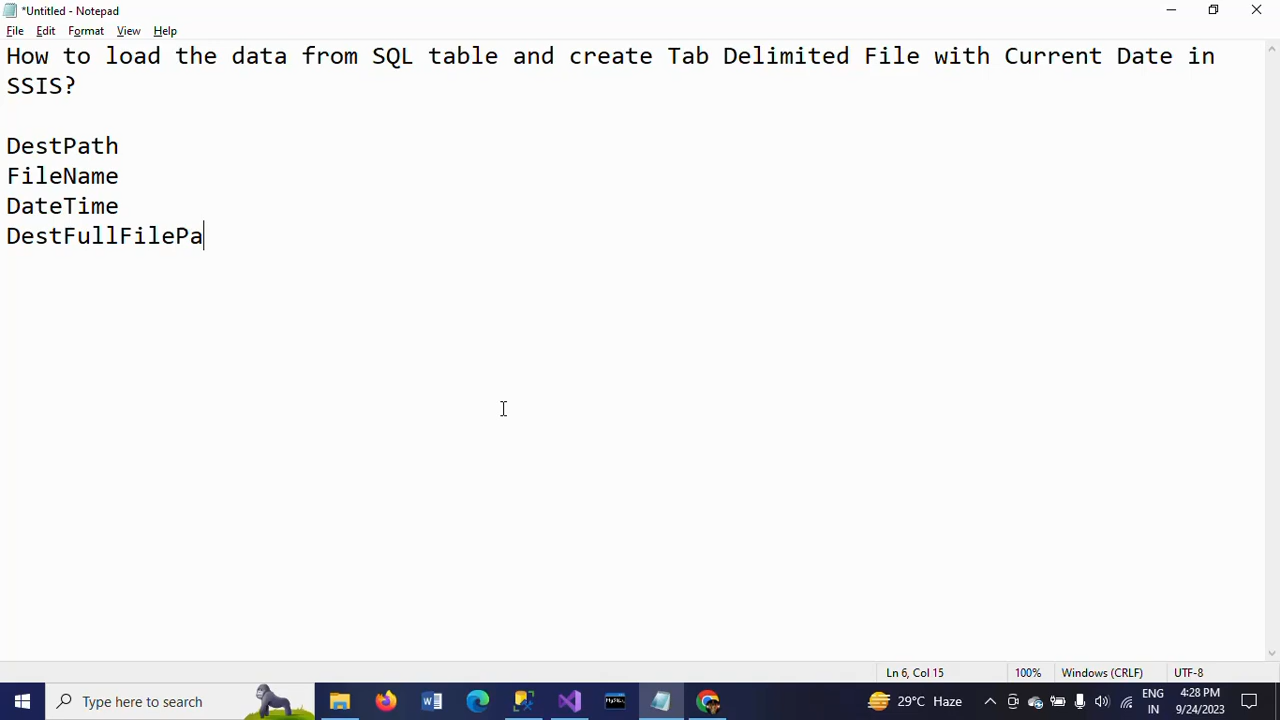 *Untitled - Notepad
File Edit Format View Help
How to load the data from SQL table and create Tab Delimited File with Current Date in
SSIS?
DestPath
FileName
DateTime
DestFullFilePa
Ln 6, Col 15 100% Windows (CRLF) UTF-8
Type here to search
MySQL
29°C Haze
ENG
IN
4:28 PM
9/24/2023